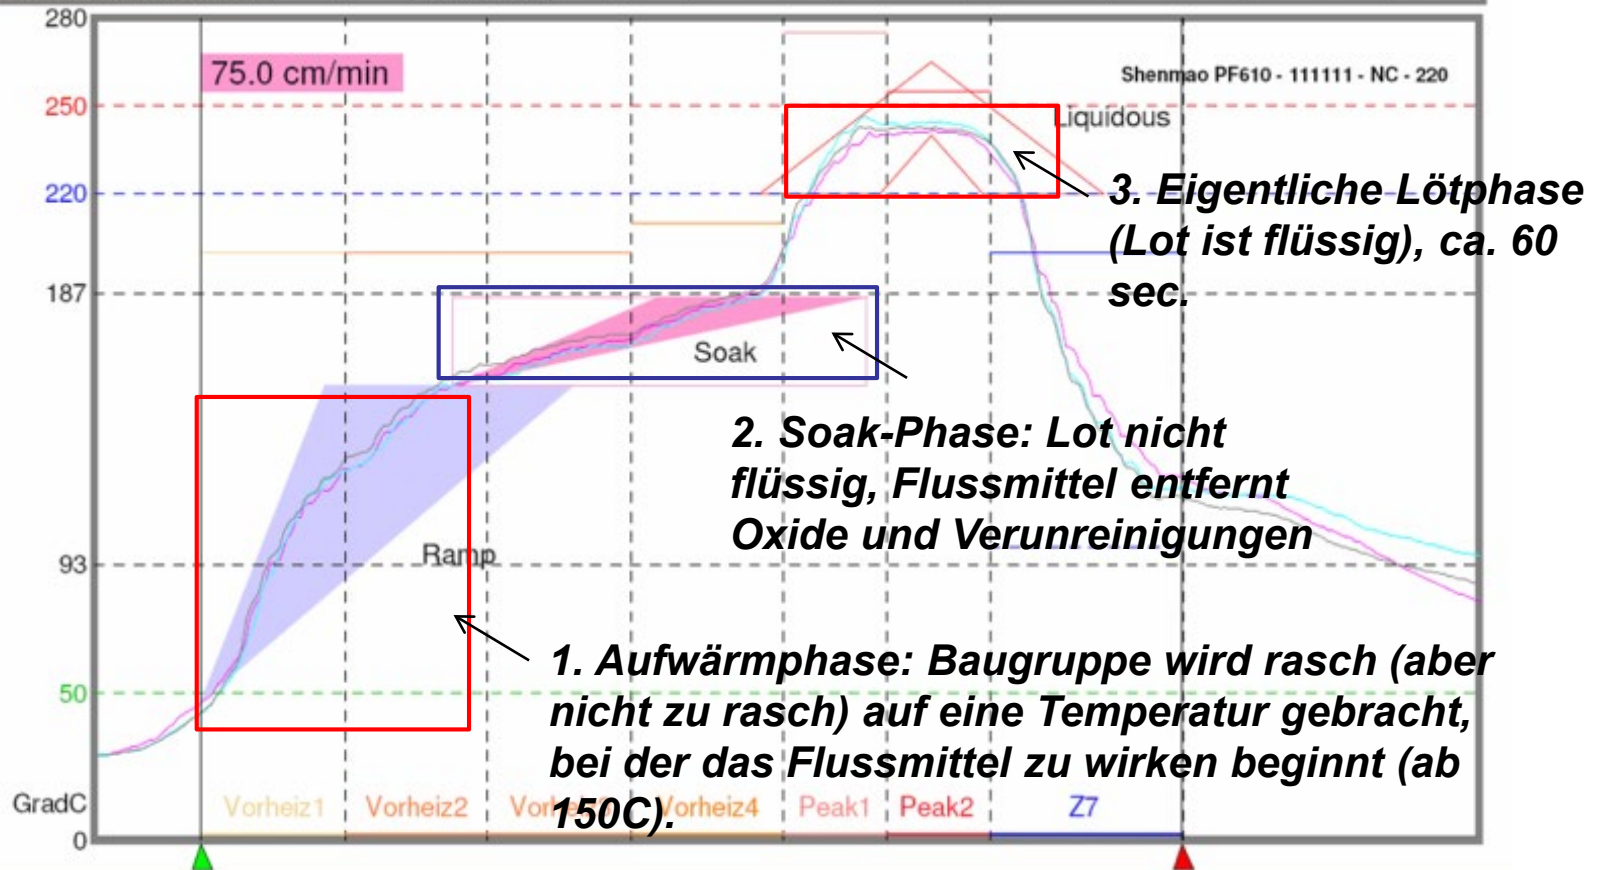 280
75.0 cm/min
Shenmao PF610 - 111111 - NC - 220
250
Liquidous
220
3. Eigentliche Lötphase
(Lot ist flüssig), ca. 60
sec.
187
Soak
2. Soak-Phase: Lot nicht
flüssig, Flussmittel entfernt
Oxide und Verunreinigungen
93
Ramp
1. Aufwärmphase: Baugruppe wird rasch (aber
nicht zu rasch) auf eine Temperatur gebracht,
bei der das Flussmittel zu wirken beginnt (ab
150C).
50
GradC
Vorheiz1 Vorheiz2 Vorheiz4 Peak1 Peak2 Z7
0